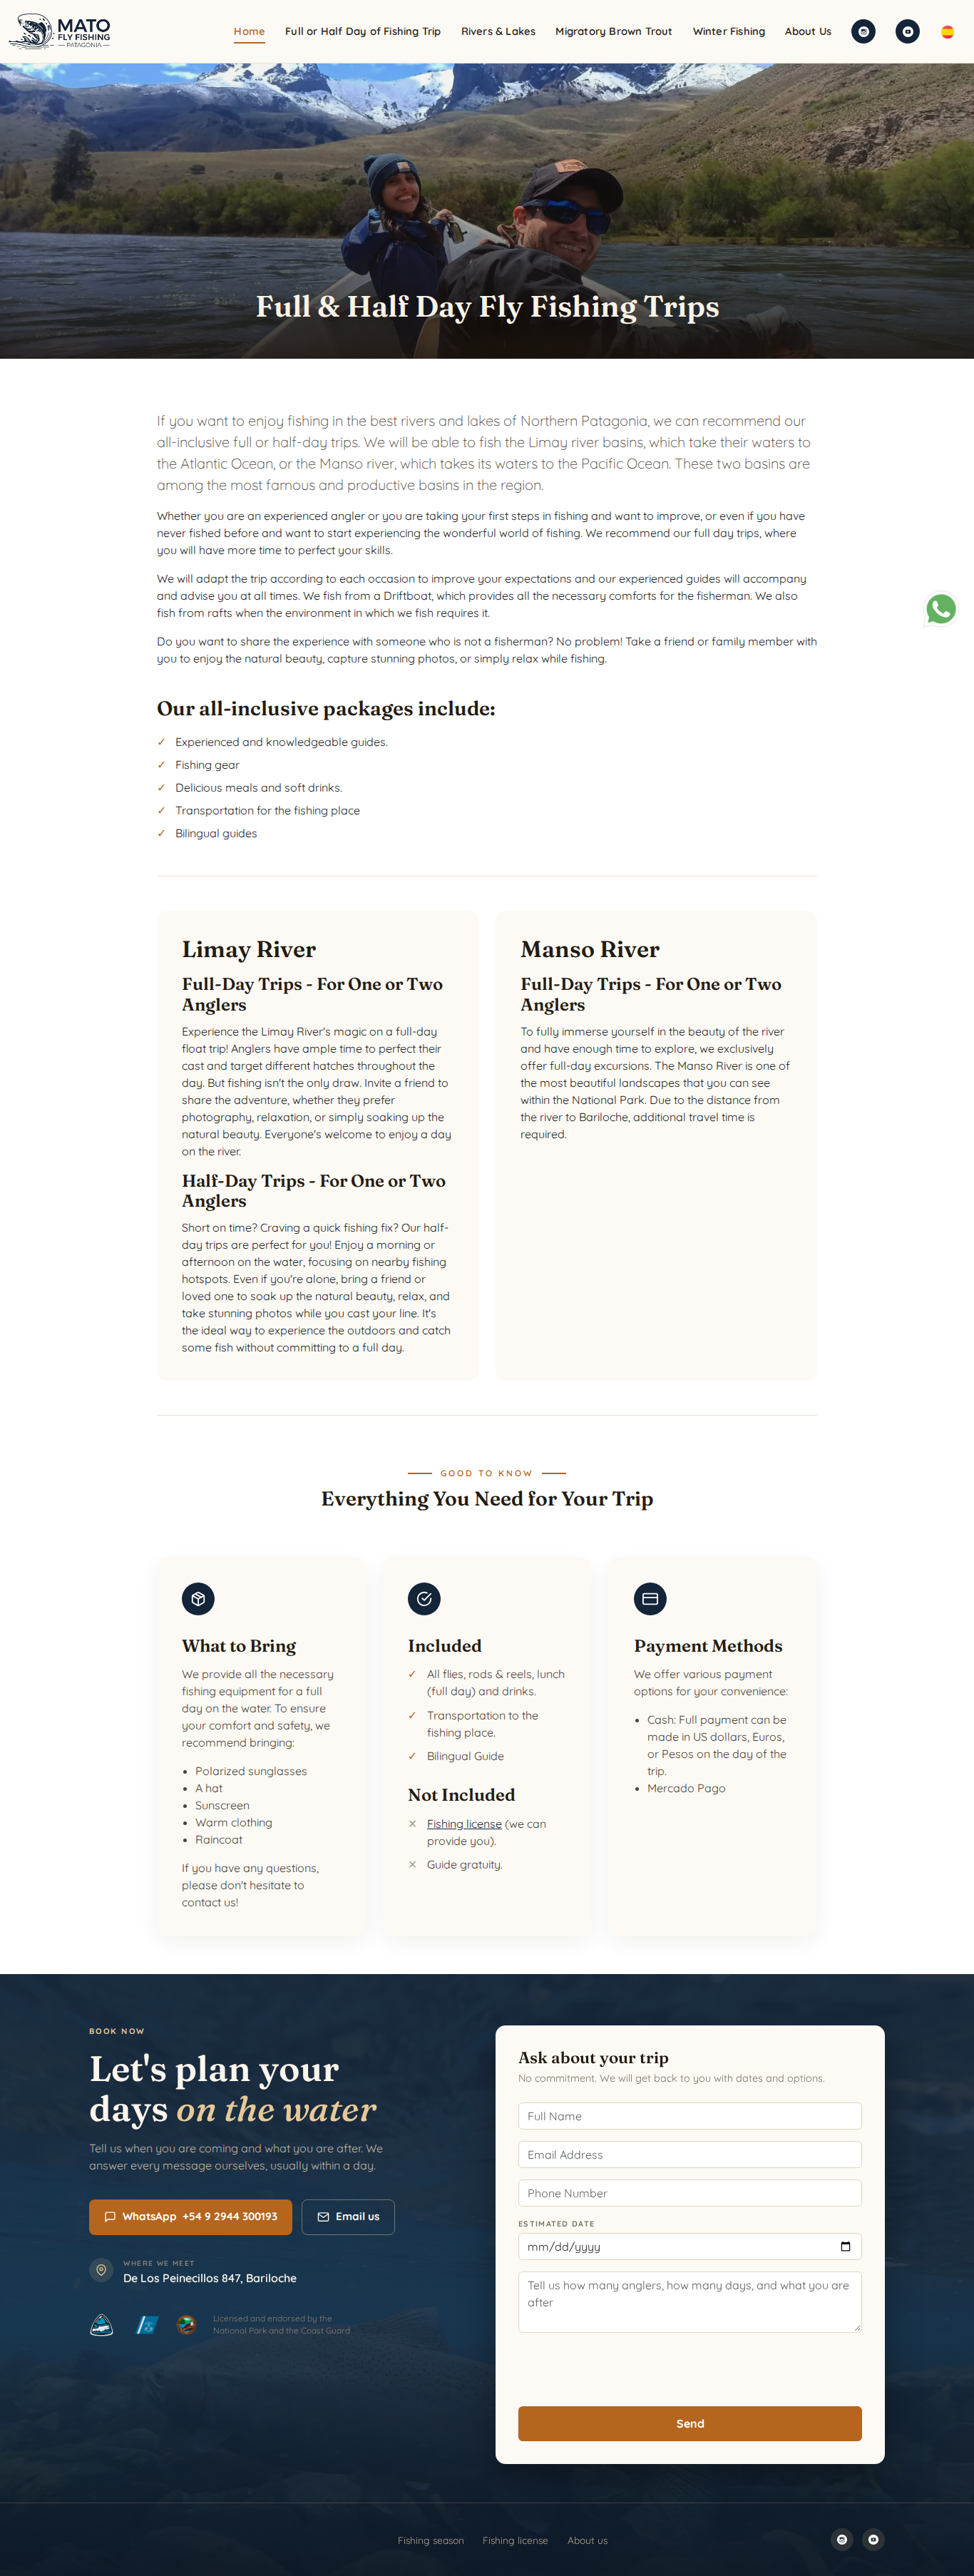 MATO
FLY FISHING
PATAGONIA
Home
Full or Half Day of Fishing Trip
Rivers & Lakes
Migratory Brown Trout
Winter Fishing
About Us
Full & Half Day Fly Fishing Trips
If you want to enjoy fishing in the best rivers and lakes of Northern Patagonia, we can recommend our
all-inclusive full or half-day trips. We will be able to fish the Limay river basins, which take their waters to
the Atlantic Ocean, or the Manso river, which takes its waters to the Pacific Ocean. These two basins are
among the most famous and productive basins in the region.
Whether you are an experienced angler or you are taking your first steps in fishing and want to improve, or even if you have
never fished before and want to start experiencing the wonderful world of fishing. We recommend our full day trips, where
you will have more time to perfect your skills.
We will adapt the trip according to each occasion to improve your expectations and our experienced guides will accompany
and advise you at all times. We fish from a Driftboat, which provides all the necessary comforts for the fisherman. We also
fish from rafts when the environment in which we fish requires it.
Do you want to share the experience with someone who is not a fisherman? No problem! Take a friend or family member with
you to enjoy the natural beauty, capture stunning photos, or simply relax while fishing.
Our all-inclusive packages include:
✓ Experienced and knowledgeable guides.
✓ Fishing gear
✓ Delicious meals and soft drinks.
✓ Transportation for the fishing place
✓ Bilingual guides
Limay River
Full-Day Trips - For One or Two
Anglers
Experience the Limay River's magic on a full-day
float trip! Anglers have ample time to perfect their
cast and target different hatches throughout the
day. But fishing isn't the only draw. Invite a friend to
share the adventure, whether they prefer
photography, relaxation, or simply soaking up the
natural beauty. Everyone's welcome to enjoy a day
on the river.
Half-Day Trips - For One or Two
Anglers
Short on time? Craving a quick fishing fix? Our half-
day trips are perfect for you! Enjoy a morning or
afternoon on the water, focusing on nearby fishing
hotspots. Even if you're alone, bring a friend or
loved one to soak up the natural beauty, relax, and
take stunning photos while you cast your line. It's
the ideal way to experience the outdoors and catch
some fish without committing to a full day.
Manso River
Full-Day Trips - For One or Two
Anglers
To fully immerse yourself in the beauty of the river
and have enough time to explore, we exclusively
offer full-day excursions. The Manso River is one of
the most beautiful landscapes that you can see
within the National Park. Due to the distance from
the river to Bariloche, additional travel time is
required.
GOOD TO KNOW
Everything You Need for Your Trip
What to Bring
We provide all the necessary
fishing equipment for a full
day on the water. To ensure
your comfort and safety, we
recommend bringing:
• Polarized sunglasses
• A hat
• Sunscreen
• Warm clothing
• Raincoat
If you have any questions,
please don't hesitate to
contact us!
Included
✓ All flies, rods & reels, lunch
(full day) and drinks.
✓ Transportation to the
fishing place.
✓ Bilingual Guide
Not Included
✕ Fishing license (we can
provide you).
✕ Guide gratuity.
Payment Methods
We offer various payment
options for your convenience:
• Cash: Full payment can be
made in US dollars, Euros,
or Pesos on the day of the
trip.
• Mercado Pago
BOOK NOW
Let's plan your
days on the water
Tell us when you are coming and what you are after. We
answer every message ourselves, usually within a day.
WhatsApp +54 9 2944 300193
Email us
WHERE WE MEET
De Los Peinecillos 847, Bariloche
Licensed and endorsed by the
National Park and the Coast Guard
Ask about your trip
No commitment. We will get back to you with dates and options.
Full Name
Email Address
Phone Number
ESTIMATED DATE
mm/dd/yyyy
Tell us how many anglers, how many days, and what you are
after
Send
Fishing season
Fishing license
About us